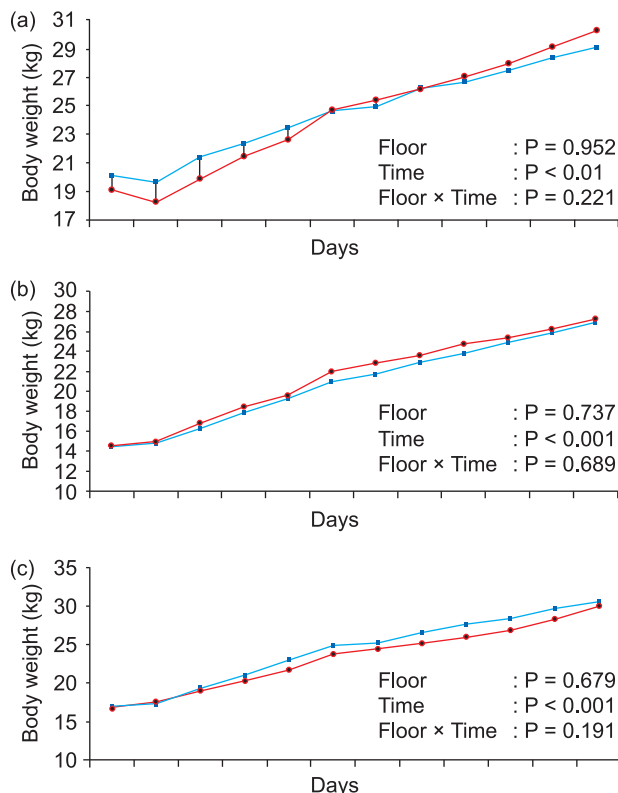 (a)
31
29
27
25
23
21
19
17
Body weight (kg)
Floor : P = 0.952
Time : P < 0.01
Floor × Time : P = 0.221
Days
(b)
30
28
26
24
22
20
18
16
14
12
10
Body weight (kg)
Floor : P = 0.737
Time : P < 0.001
Floor × Time : P = 0.689
Days
(c)
35
30
25
20
15
10
Body weight (kg)
Floor : P = 0.679
Time : P < 0.001
Floor × Time : P = 0.191
Days